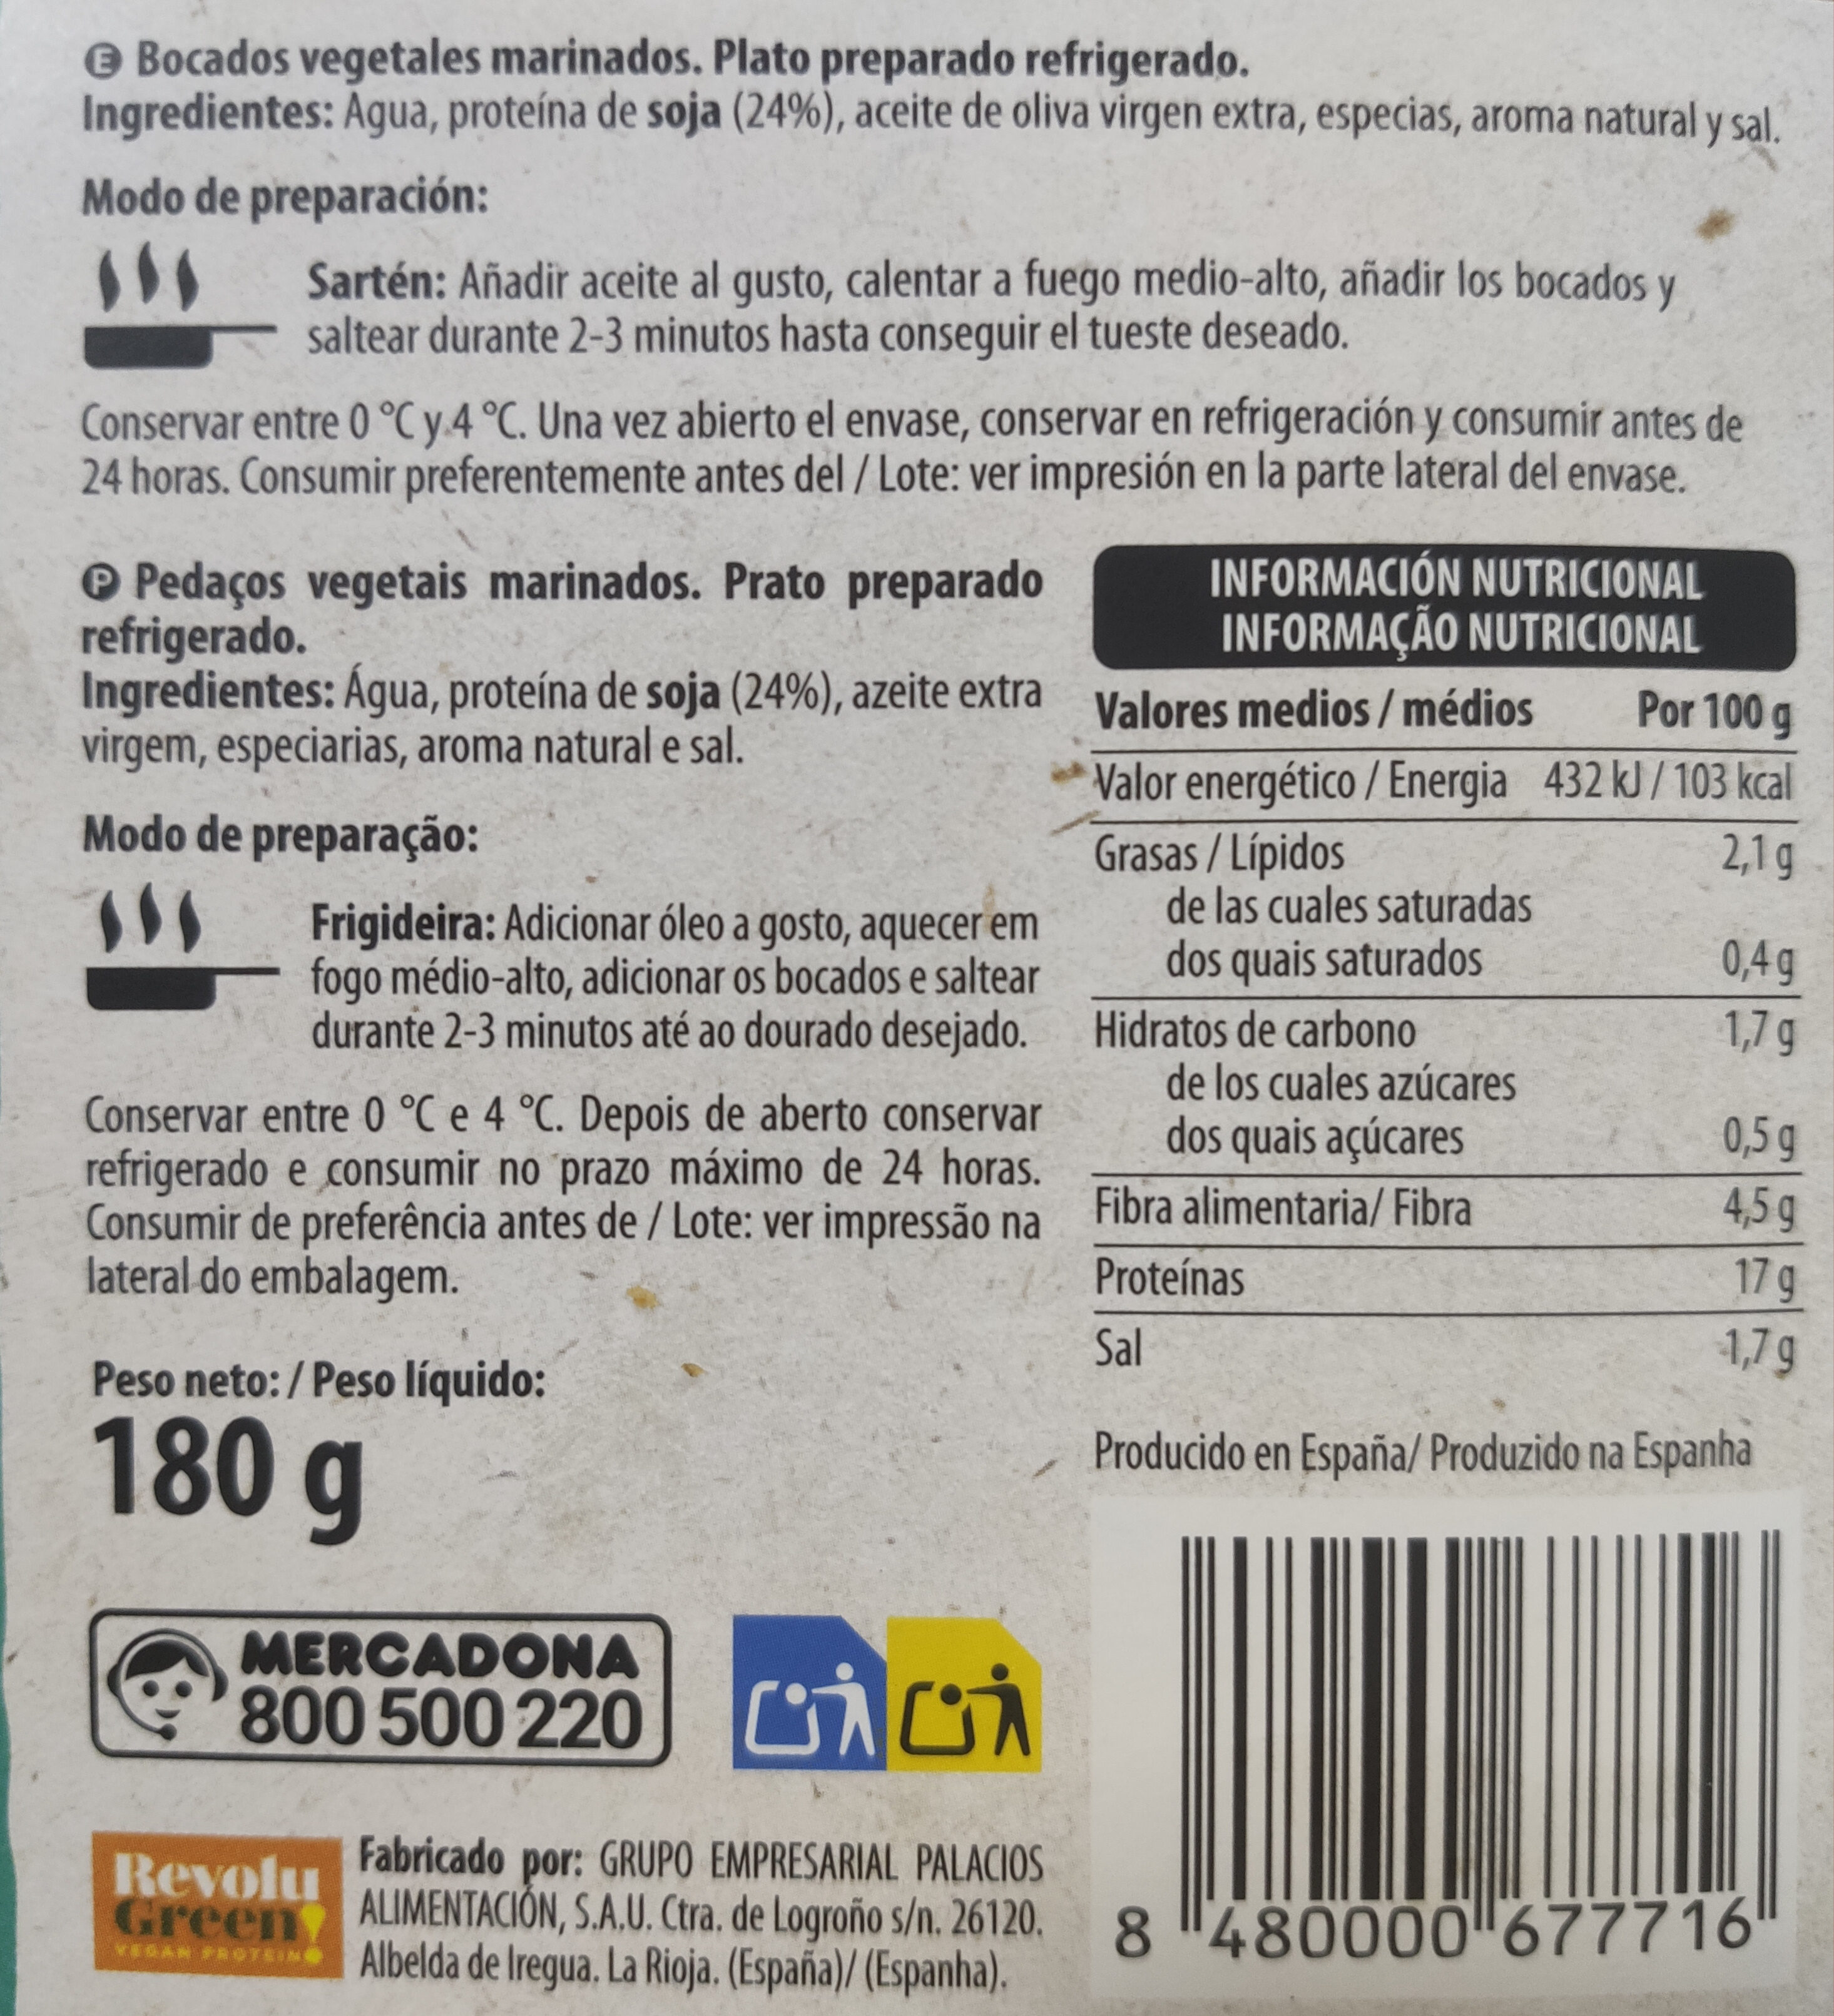 E Bocados vegetales marinados. Plato preparado refrigerado.
Ingredientes: Agua, proteína de soja (24%), aceite de oliva virgen extra, especias, aroma natural y sal.
Modo de preparación:
Sartén: Añadir aceite al gusto, calentar a fuego medio-alto, añadir los bocados y
saltear durante 2-3 minutos hasta conseguir el tueste deseado.
Conservar entre 0 °C y 4 °C. Una vez abierto el envase, conservar en refrigeración y consumir antes de
24 horas. Consumir preferentemente antes del / Lote: ver impresión en la parte lateral del envase.
P Pedaços vegetais marinados. Prato preparado
refrigerado.
Ingredientes: Água, proteína de soja (24%), azeite extra
virgem, especiarias, aroma natural e sal.
Modo de preparação:
Frigideira: Adicionar óleo a gosto, aquecer em
fogo médio-alto, adicionar os bocados e saltear
durante 2-3 minutos até ao dourado desejado.
Conservar entre 0 °C e 4 °C. Depois de aberto conservar
refrigerado e consumir no prazo máximo de 24 horas.
Consumir de preferência antes de / Lote: ver impressão na
lateral do embalagem.
Peso neto: / Peso líquido:
180 g
INFORMACIÓN NUTRICIONAL
INFORMAÇÃO NUTRICIONAL
Valores medios / médios Por 100 g
Valor energético / Energia 432 kJ / 103 kcal
Grasas / Lípidos 2,1 g
de las cuales saturadas
dos quais saturados 0,4 g
Hidratos de carbono 1,7 g
de los cuales azúcares
dos quais açúcares 0,5 g
Fibra alimentaria/ Fibra 4,5 g
Proteínas 17 g
Sal 1,7 g
Producido en España/ Produzido na Espanha
MERCADONA
800 500 220
Revolu
Green!
VEGAN PROTEIN
Fabricado por: GRUPO EMPRESARIAL PALACIOS
ALIMENTACIÓN, S.A.U. Ctra. de Logroño s/n. 26120.
Albelda de Iregua. La Rioja. (España)/ (Espanha).
8 480000 677716